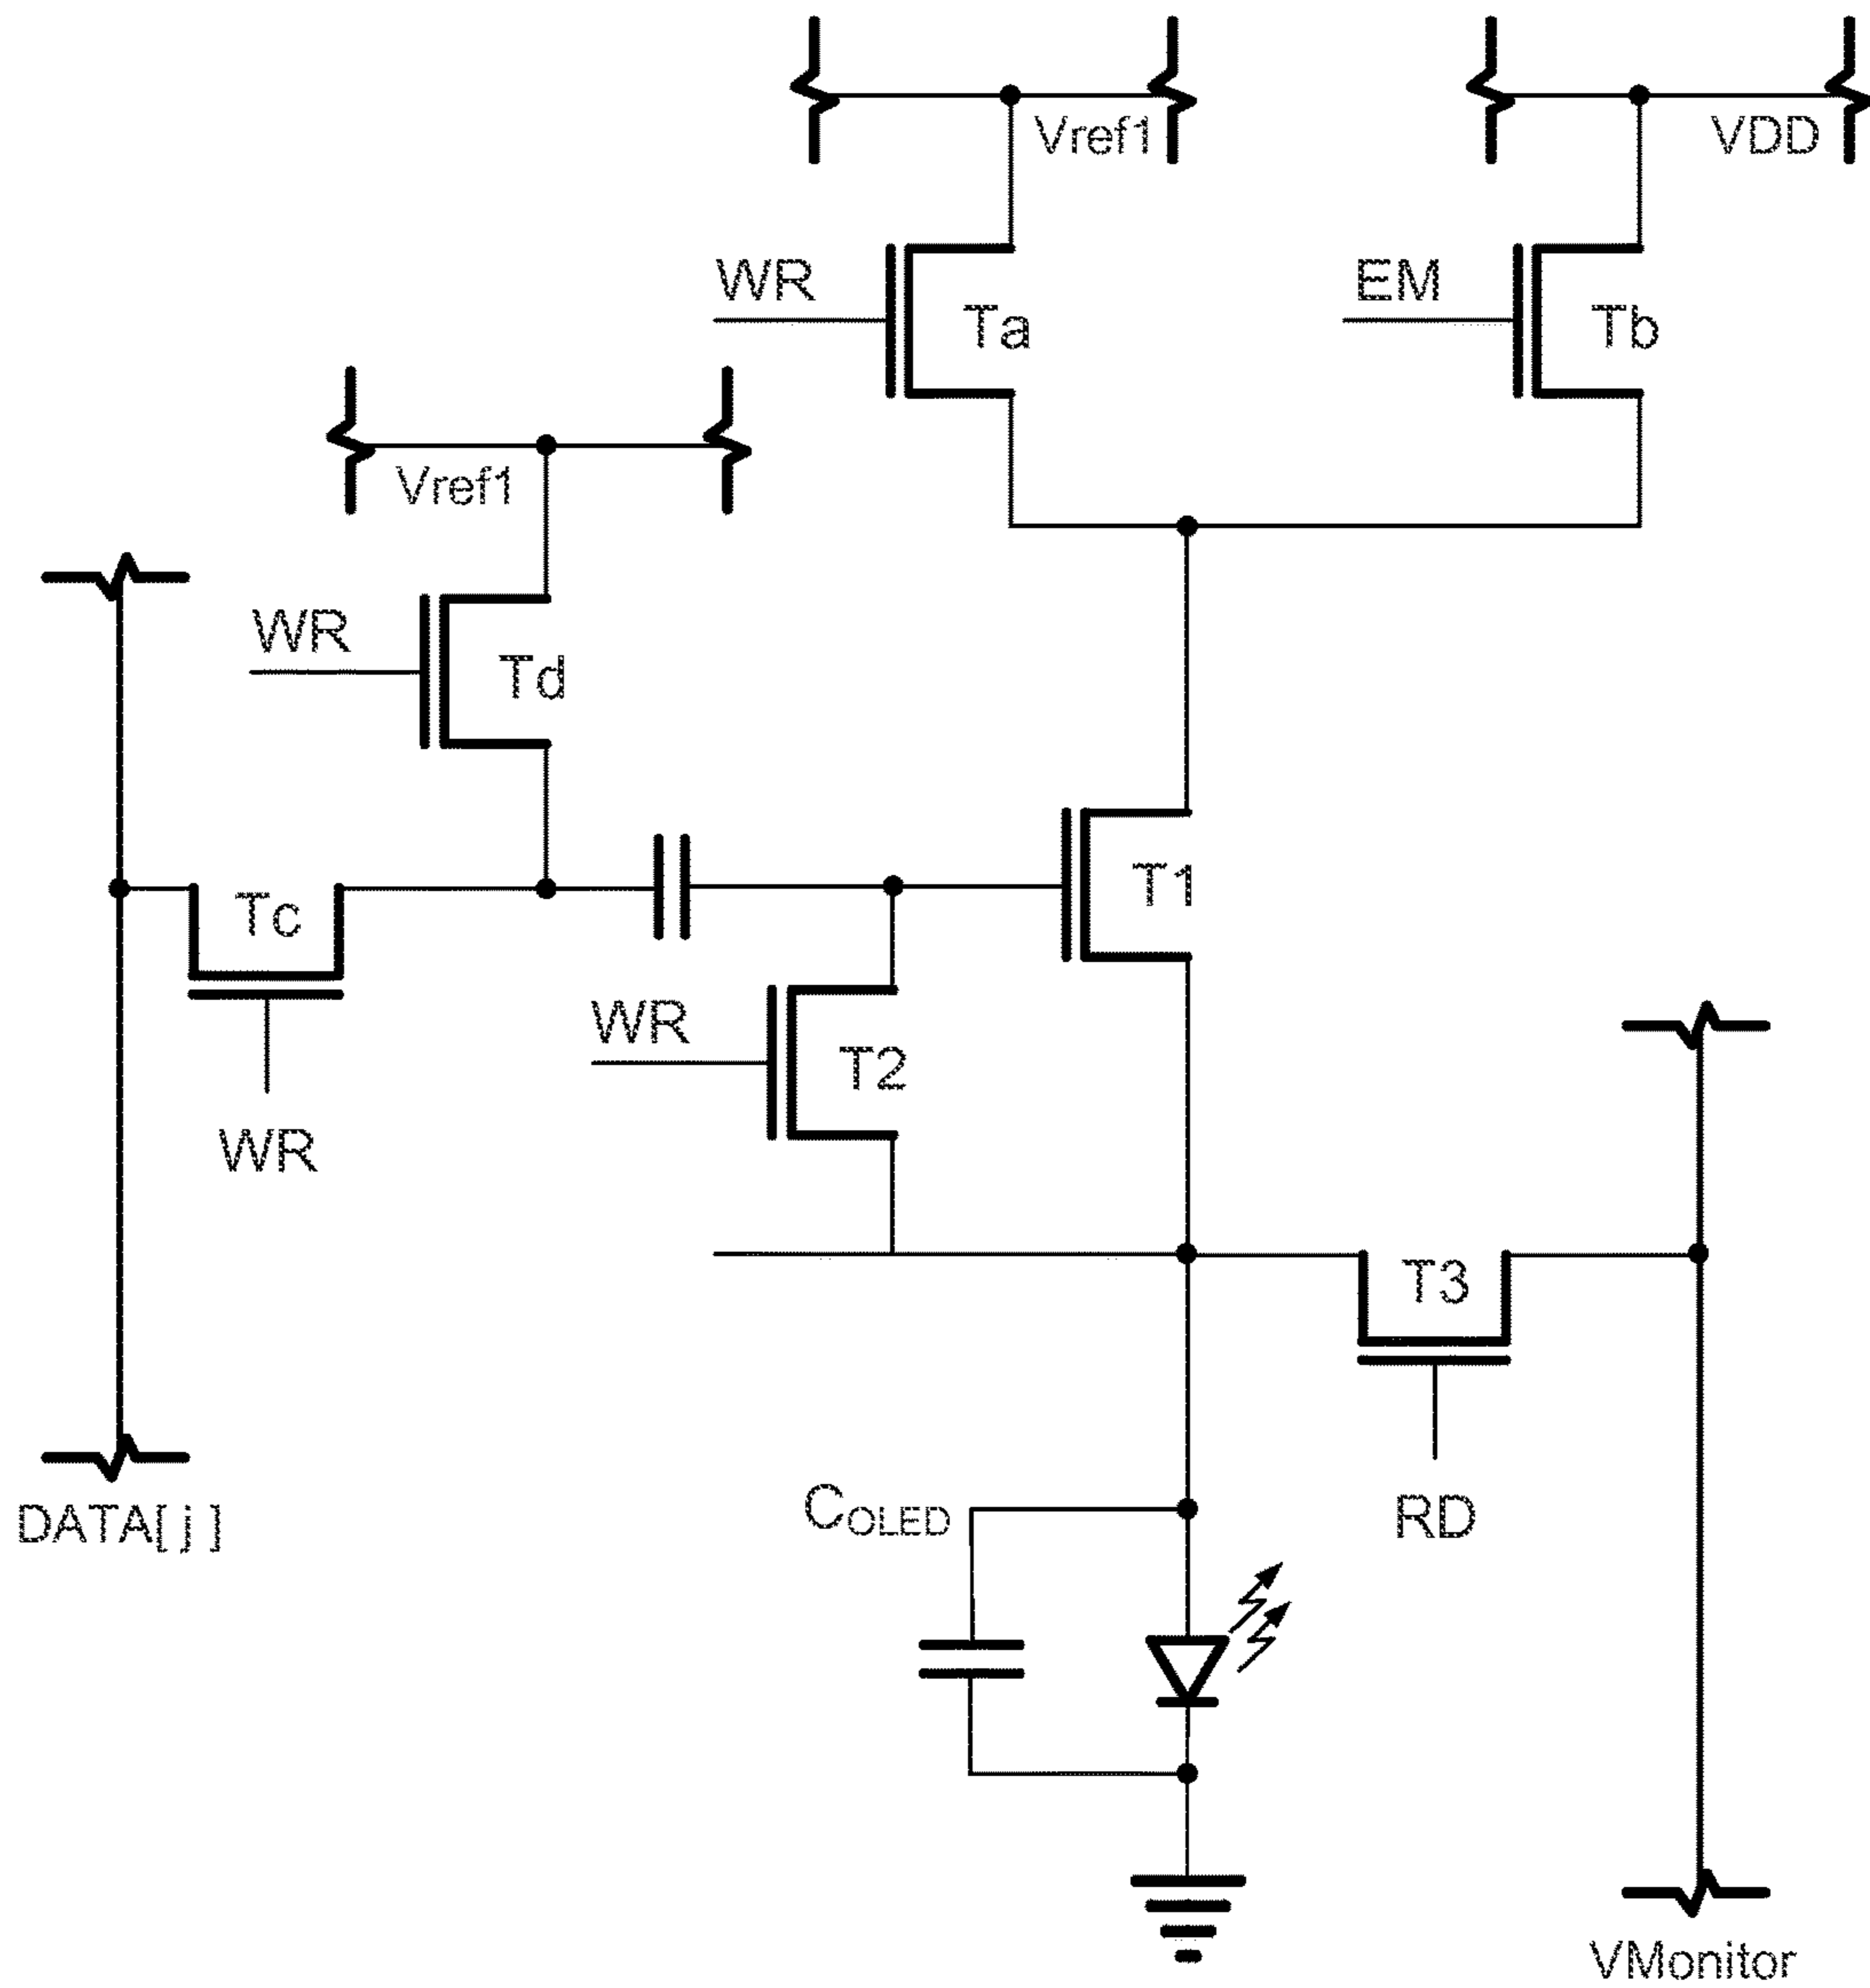 Vref1
VDD
WR
Ta
EM
Tb
Vref1
WR
Td
Tc
WR
T1
WR
T2
T3
RD
DATA[ j ]
COLED
VMonitor